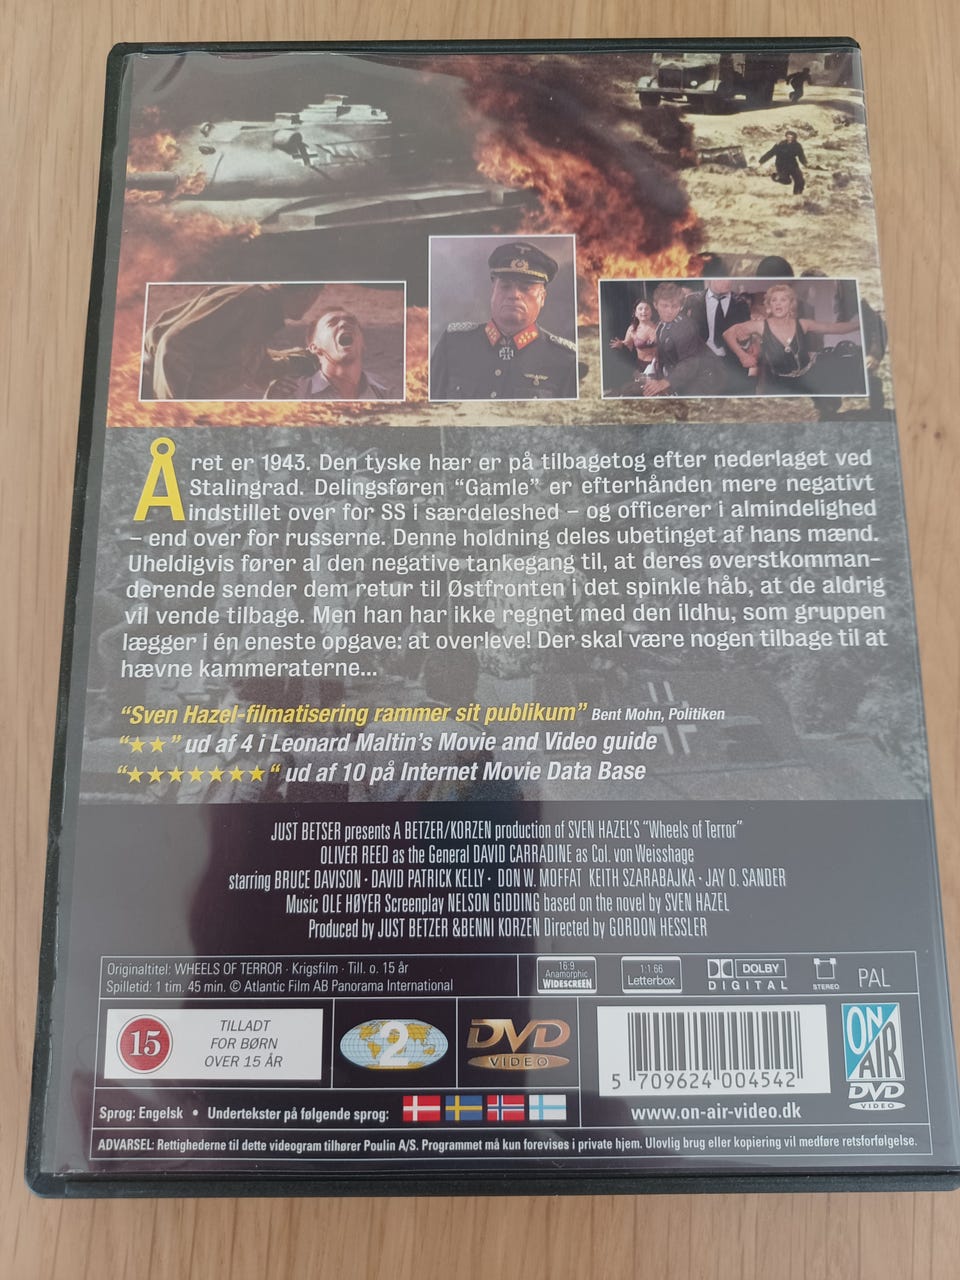 Året er 1943. Den tyske hær er på tilbagetog efter nederlaget ved
Stalingrad. Delingsføren “Gamle” er efterhånden mere negativt
indstillet over for SS i særdeleshed – og officerer i almindelighed
– end over for russerne. Denne holdning deles ubetinget af hans mænd.
Uheldigvis fører al den negative tankegang til, at deres øverstkomman-
derende sender dem retur til Østfronten i det spinkle håb, at de aldrig
vil vende tilbage. Men han har ikke regnet med den ildhu, som gruppen
lægger i én eneste opgave: at overleve! Der skal være nogen tilbage til at
hævne kammeraterne...
“Sven Hazel-filmatisering rammer sit publikum” Bent Mohn, Politiken
“★★” ud af 4 i Leonard Maltin's Movie and Video guide
“★★★★★★★“ ud af 10 på Internet Movie Data Base
JUST BETSER presents A BETZER/KORZEN production of SVEN HAZEL'S “Wheels of Terror”
OLIVER REED as the General DAVID CARRADINE as Col. von Weisshage
starring BRUCE DAVISON · DAVID PATRICK KELLY · DON W. MOFFAT KEITH SZARABAJKA · JAY O. SANDER
Music OLE HØYER Screenplay NELSON GIDDING based on the novel by SVEN HAZEL
Produced by JUST BETZER &BENNI KORZEN Directed by GORDON HESSLER
Originaltitel: WHEELS OF TERROR · Krigsfilm · Till. o. 15 år
Spilletid: 1 tim. 45 min. © Atlantic Film AB Panorama International
16:9
Anamorphic
WIDESCREEN
1:1.66
Letterbox
DOLBY
DIGITAL
STEREO
PAL
15
TILLADT
FOR BØRN
OVER 15 ÅR
2
DVD
VIDEO
5 709624 004542
www.on-air-video.dk
ON
AIR
DVD
VIDEO
Sprog: Engelsk • Undertekster på følgende sprog:
ADVARSEL: Rettighederne til dette videogram tilhører Poulin A/S. Programmet må kun forevises i private hjem. Ulovlig brug eller kopiering vil medføre retsforfølgelse.